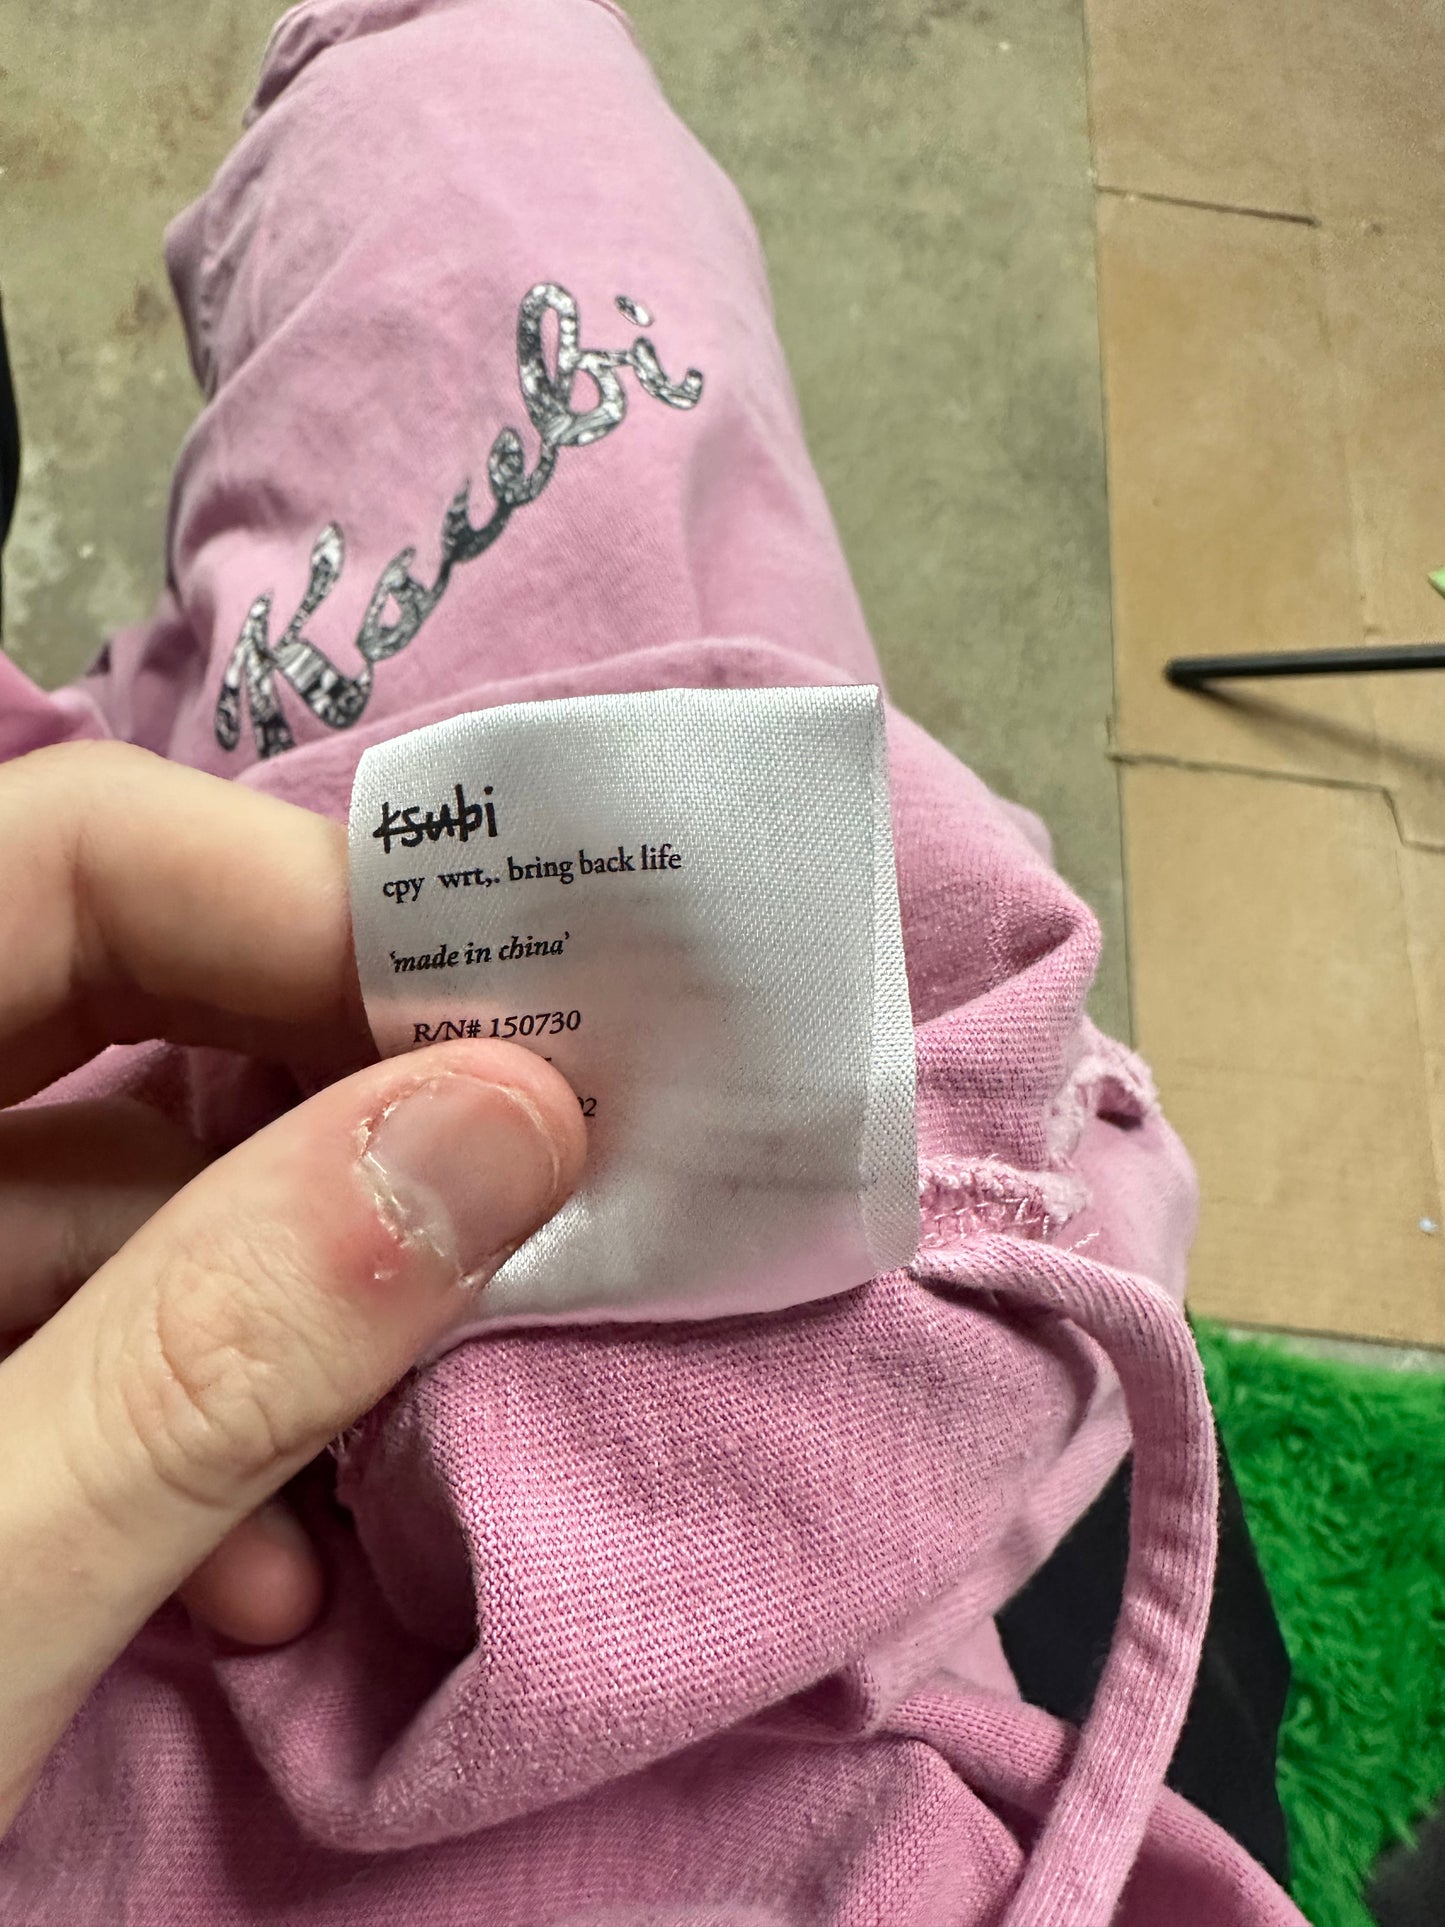 Ksubi
ksubi
cpy wrt,. bring back life
'made in china'
R/N# 150730